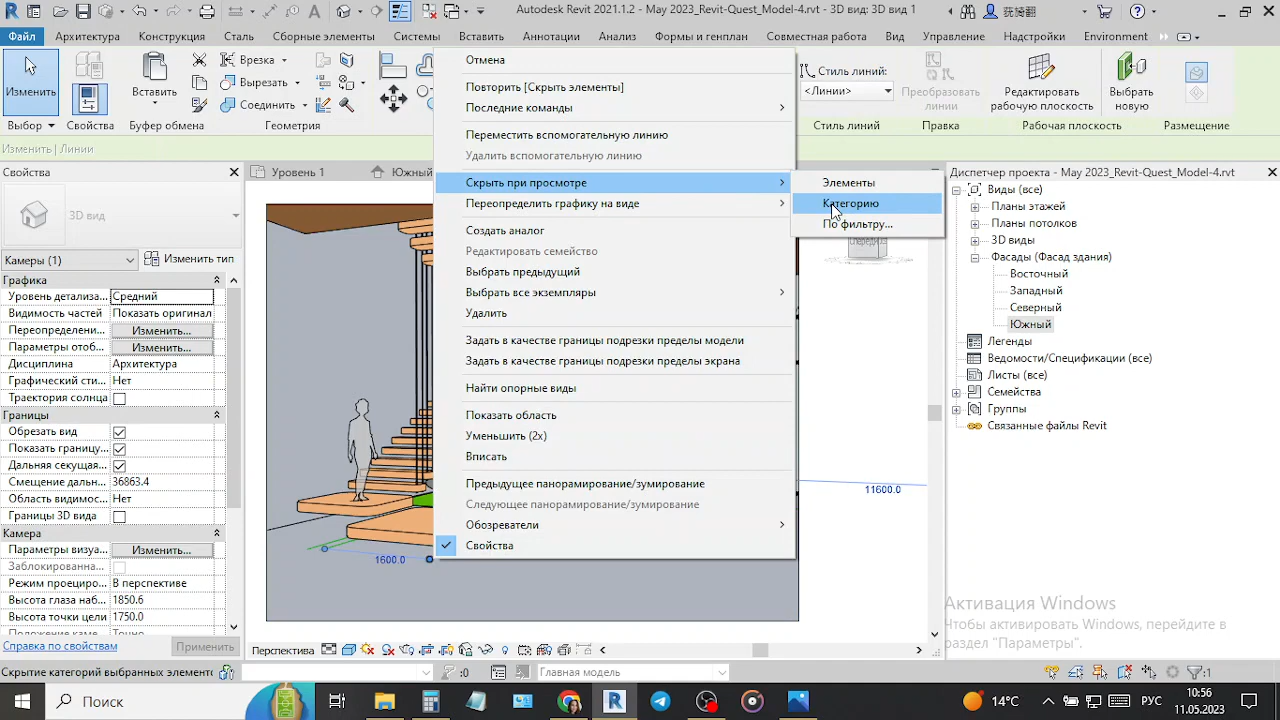 Autodesk Revit 2021.1.2 - May 2023_Revit-Quest_Model-4.rvt - 3D вид: 3D вид 1
Файл Архитектура Конструкция Сталь Сборные элементы Системы Вставить Аннотации Анализ Формы и генплан Совместная работа Вид Управление Надстройки Environment
Изменить
Вставить
Врезка
Вырезать
Соединить
Стиль линий:
<Линии>
Преобразовать линии
Редактировать рабочую плоскость
Выбрать новую
Выбор Свойства Буфер обмена Геометрия Стиль линий Правка Рабочая плоскость Размещение
Изменить | Линии
Свойства
3D вид
Камеры (1)
Изменить тип
Графика
Уровень детализа... Средний
Видимость частей Показать оригинал
Переопределени... Изменить...
Параметры отоб... Изменить...
Дисциплина Архитектура
Графический сти... Нет
Траектория солнца
Границы
Обрезать вид
Показать границу...
Дальняя секущая...
Смещение дальн... 36863.4
Область видимос... Нет
Границы 3D вида
Камера
Параметры визуа... Изменить...
Заблокированна...
Режим проециро... В перспективе
Высота глаза наб... 1850.6
Высота точки цели 1750.0
Справка по свойствам
Применить
Уровень 1
Южный
Отмена
Повторить [Скрыть элементы]
Последние команды
Переместить вспомогательную линию
Удалить вспомогательную линию
Скрыть при просмотре
Переопределить графику на виде
Создать аналог
Редактировать семейство
Выбрать предыдущий
Выбрать все экземпляры
Удалить
Задать в качестве границы подрезки пределы модели
Задать в качестве границы подрезки пределы экрана
Найти опорные виды
Показать область
Уменьшить (2x)
Вписать
Предыдущее панорамирование/зумирование
Следующее панорамирование/зумирование
Обозреватели
Свойства
Элементы
Категорию
По фильтру...
1600.0
11600.0
Диспетчер проекта - May 2023_Revit-Quest_Model-4.rvt
Виды (все)
Планы этажей
Планы потолков
3D виды
Фасады (Фасад здания)
Восточный
Западный
Северный
Южный
Легенды
Ведомости/Спецификации (все)
Листы (все)
Семейства
Группы
Связанные файлы Revit
Активация Windows
Чтобы активировать Windows, перейдите в
раздел "Параметры".
Перспектива
Скрытие категорий выбранных элементо
:0
Главная модель
:1
Поиск
14°C
РУС
10:56
11.05.2023